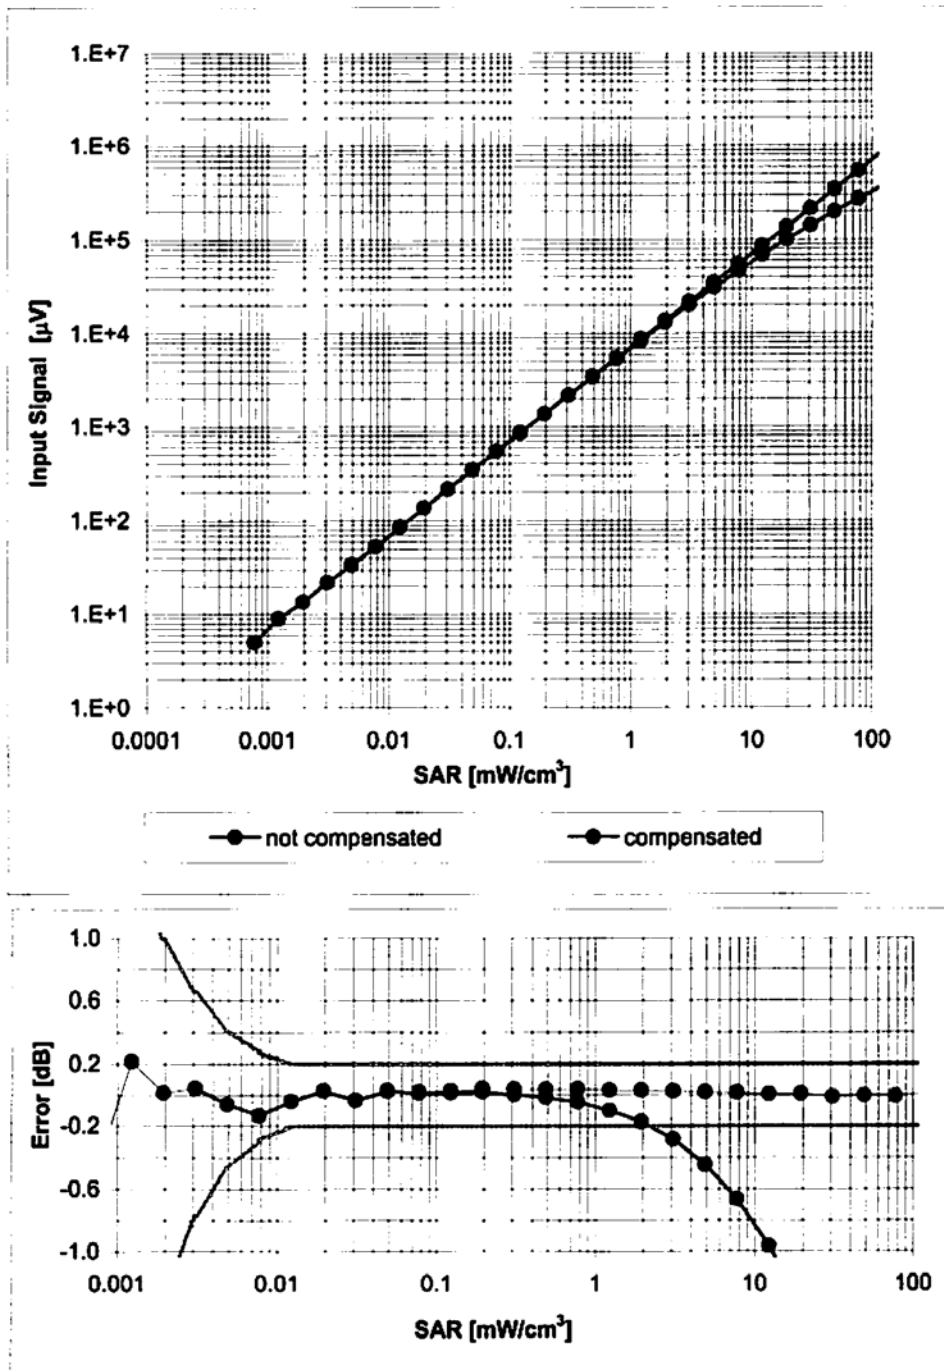 1.E+7
1.E+6
1.E+5
1.E+4
1.E+3
1.E+2
1.E+1
1.E+0
Input Signal [µV]
0.0001 0.001 0.01 0.1 1 10 100
SAR [mW/cm³]
not compensated compensated
1.0
0.6
0.2
-0.2
-0.6
-1.0
Error [dB]
0.001 0.01 0.1 1 10 100
SAR [mW/cm³]